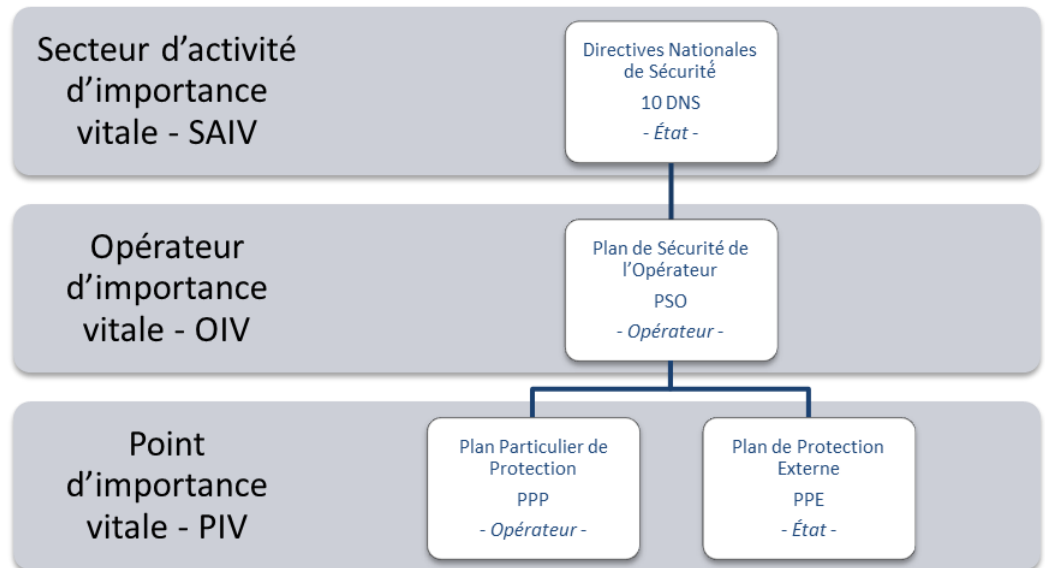 Secteur d’activité
d’importance
vitale - SAIV
Directives Nationales
de Sécurité
10 DNS
- État -
Opérateur
d’importance
vitale - OIV
Plan de Sécurité de
l’Opérateur
PSO
- Opérateur -
Point
d’importance
vitale - PIV
Plan Particulier de
Protection
PPP
- Opérateur -
Plan de Protection
Externe
PPE
- État -